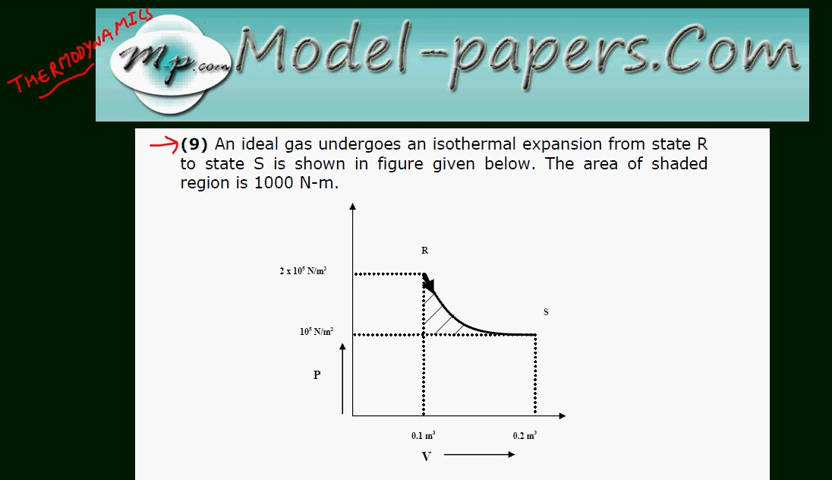 THERMODYNAMICS
mp.com
Model-papers.Com
(9) An ideal gas undergoes an isothermal expansion from state R
to state S is shown in figure given below. The area of shaded
region is 1000 N-m.
R
2 x 10⁵ N/m²
S
10⁵ N/m²
P
0.1 m³ 0.2 m³
V